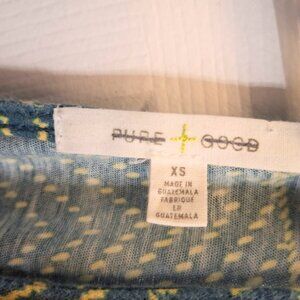 PURE + GOOD
XS
MADE IN
GUATEMALA
FABRIQUE
EN
GUATEMALA